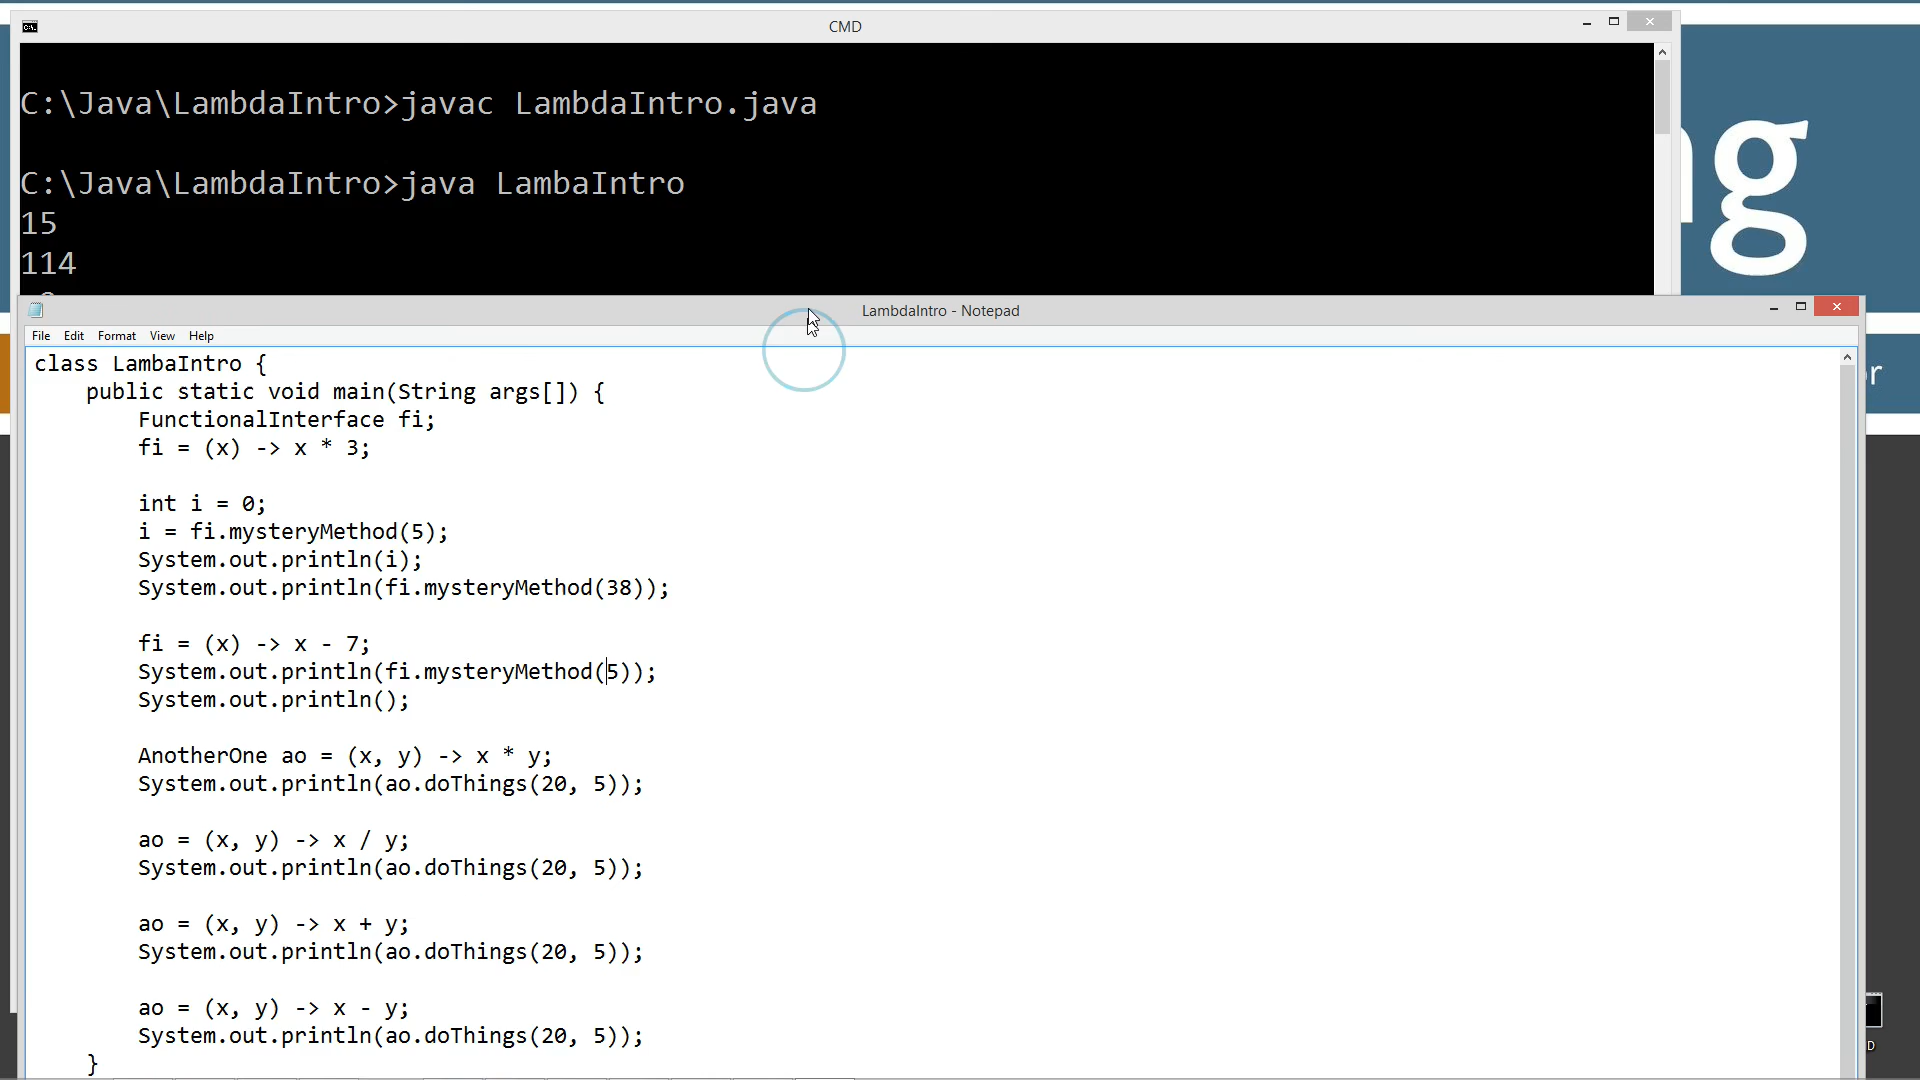 CMD
C:\Java\LambdaIntro>javac LambdaIntro.java
C:\Java\LambdaIntro>java LambaIntro
15
114
g
LambdaIntro - Notepad
File Edit Format View Help
r
class LambaIntro {
    public static void main(String args[]) {
        FunctionalInterface fi;
        fi = (x) -> x * 3;
        int i = 0;
        i = fi.mysteryMethod(5);
        System.out.println(i);
        System.out.println(fi.mysteryMethod(38));
        fi = (x) -> x - 7;
        System.out.println(fi.mysteryMethod(5));
        System.out.println();
        AnotherOne ao = (x, y) -> x * y;
        System.out.println(ao.doThings(20, 5));
        ao = (x, y) -> x / y;
        System.out.println(ao.doThings(20, 5));
        ao = (x, y) -> x + y;
        System.out.println(ao.doThings(20, 5));
        ao = (x, y) -> x - y;
        System.out.println(ao.doThings(20, 5));
    }
D